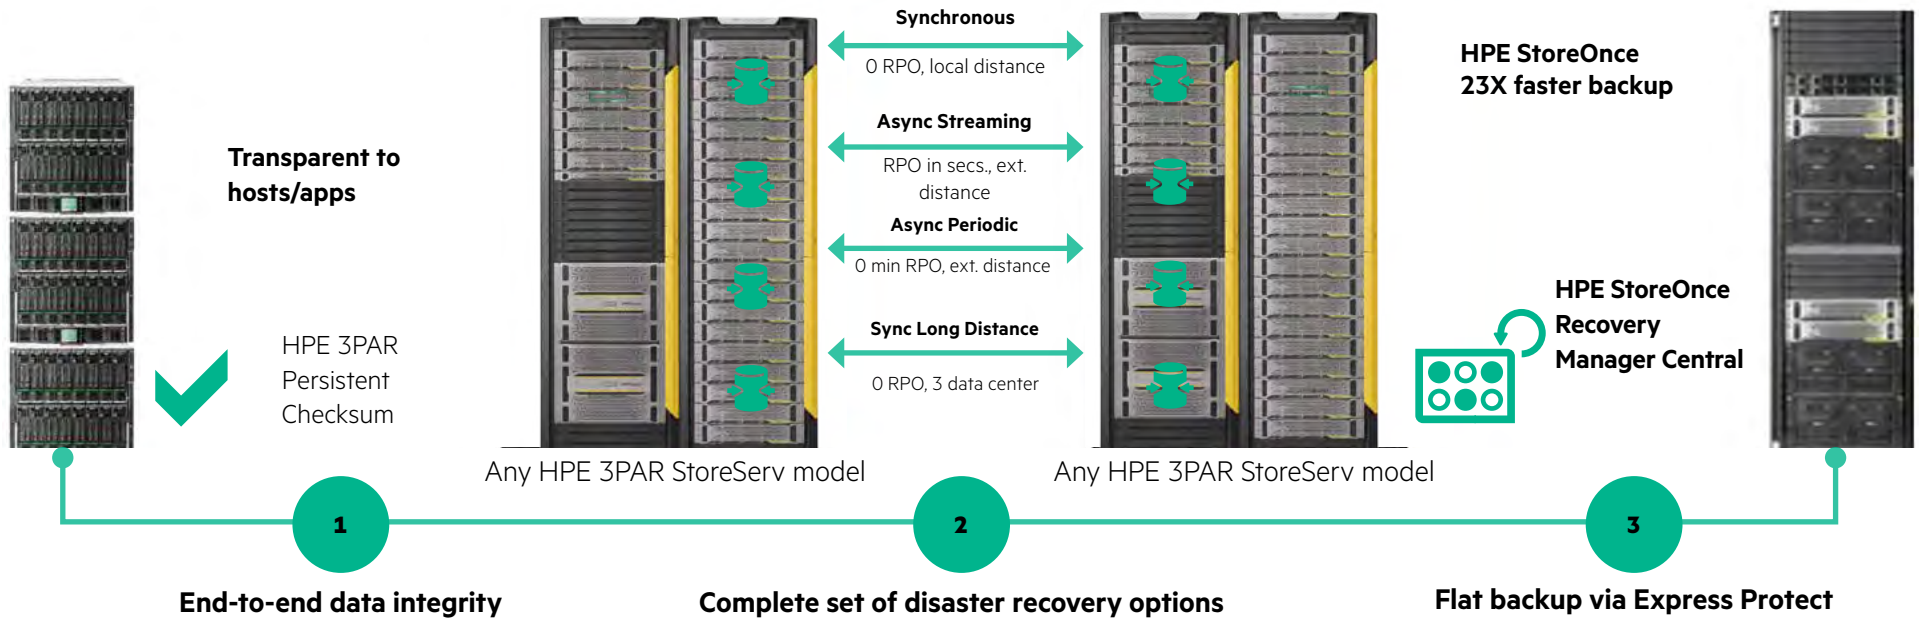 Transparent to
hosts/apps
HPE 3PAR
Persistent
Checksum
Synchronous
0 RPO, local distance
Async Streaming
RPO in secs., ext.
distance
Async Periodic
0 min RPO, ext. distance
Sync Long Distance
0 RPO, 3 data center
Any HPE 3PAR StoreServ model
Any HPE 3PAR StoreServ model
HPE StoreOnce
23X faster backup
HPE StoreOnce
Recovery
Manager Central
1
2
3
End-to-end data integrity
Complete set of disaster recovery options
Flat backup via Express Protect